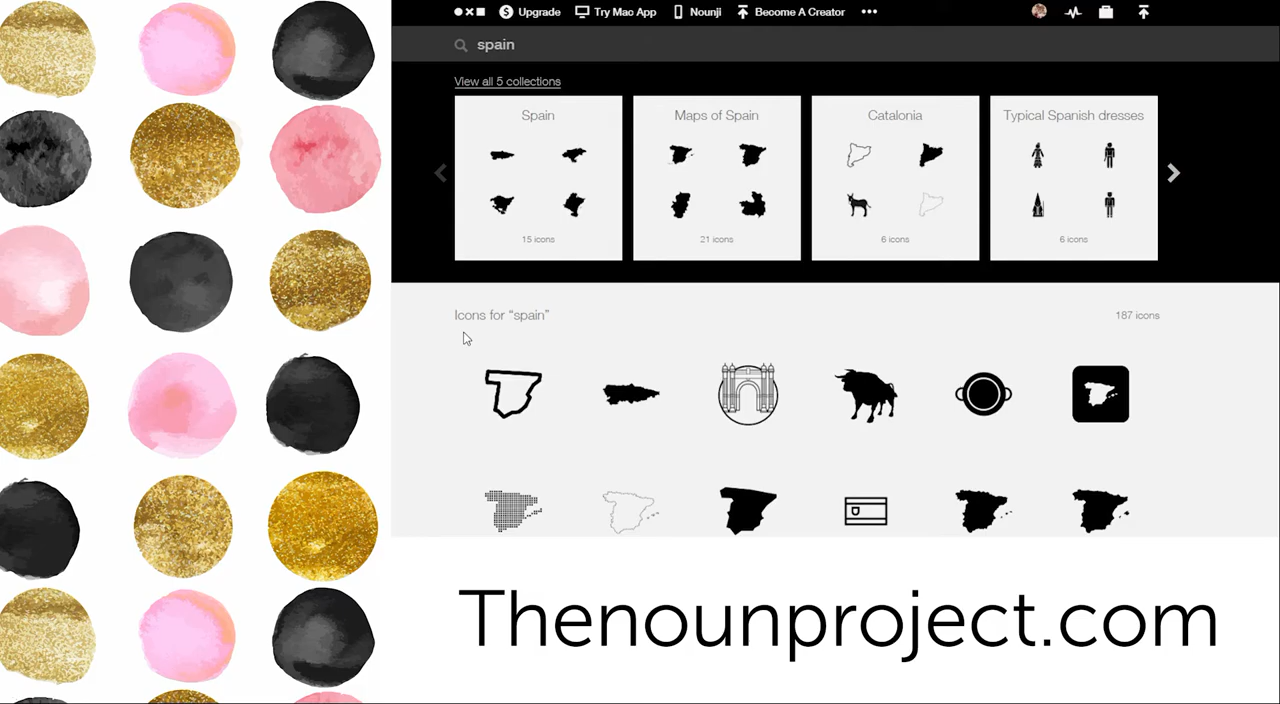 Upgrade Try Mac App Nounji Become A Creator
spain
View all 5 collections
Spain Maps of Spain Catalonia Typical Spanish dresses
15 icons 21 icons 6 icons 6 icons
Icons for “spain” 187 icons
Thenounproject.com